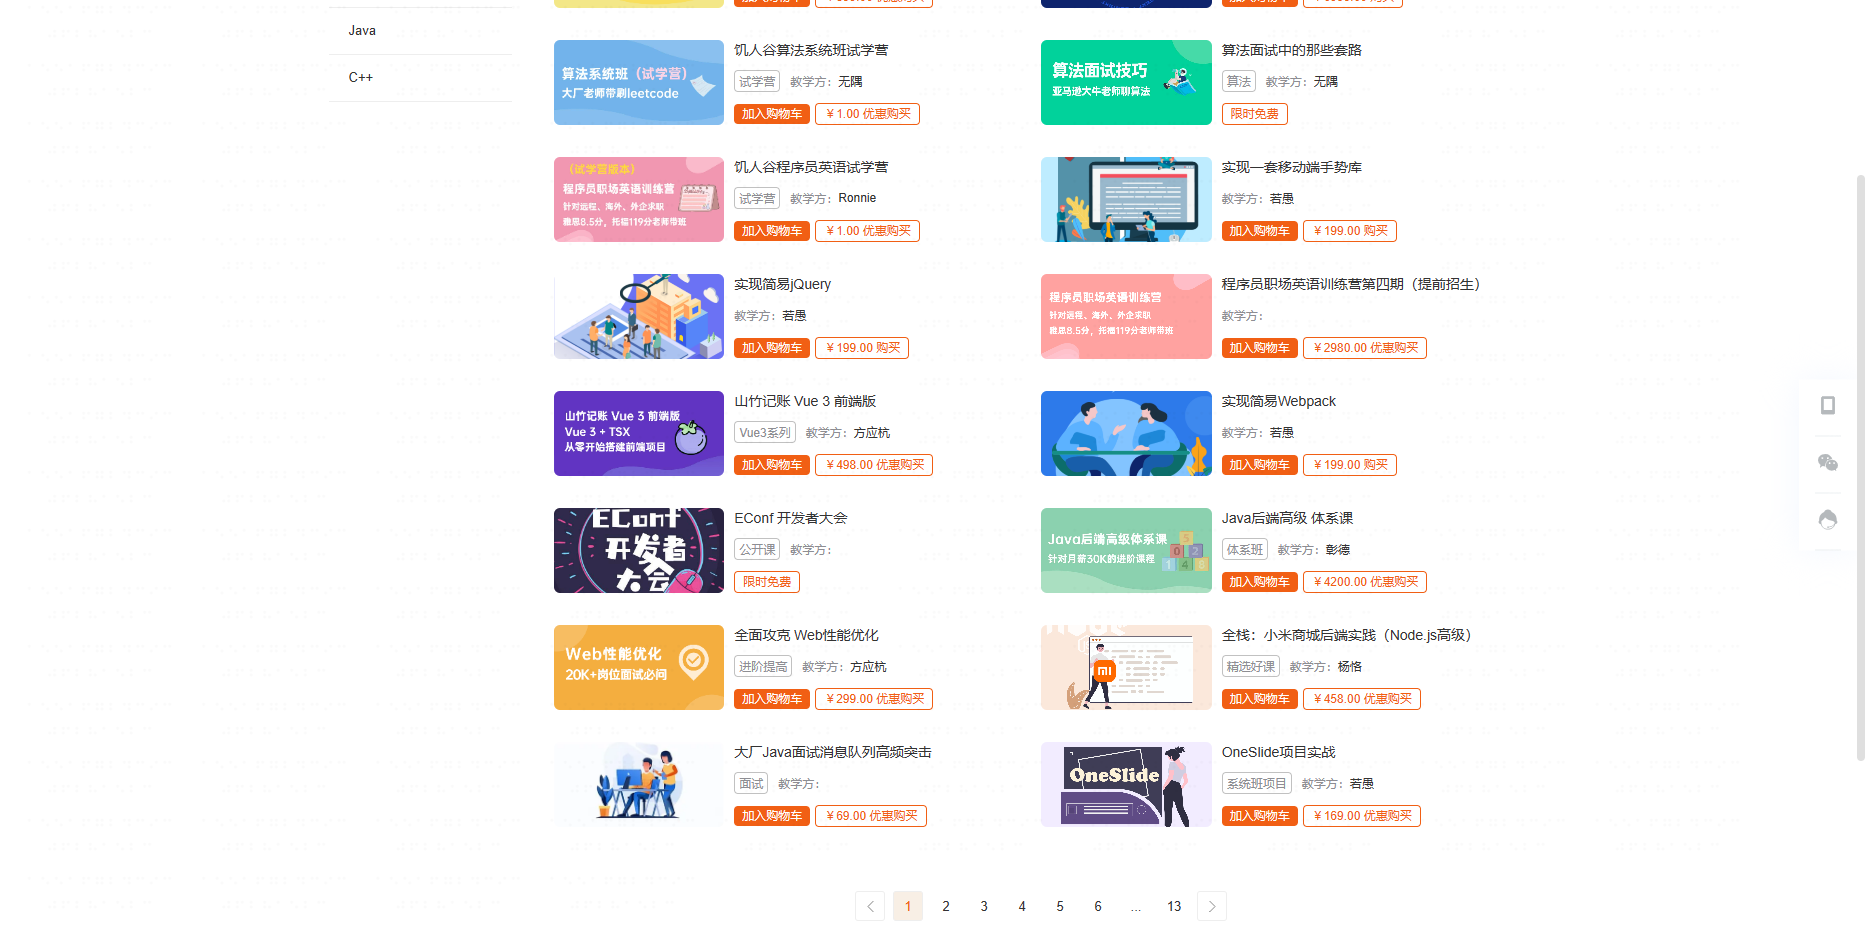 Java
C++
算法系统班（试学营）
大厂老师带刷leetcode
饥人谷算法系统班试学营
试学营 教学方：无隅
加入购物车 ¥ 1.00 优惠购买
算法面试技巧
亚马逊大牛老师聊算法
算法面试中的那些套路
算法 教学方：无隅
限时免费
（试学营版本）
程序员职场英语训练营
针对远程、海外、外企求职
雅思8.5分，托福119分老师带班
饥人谷程序员英语试学营
试学营 教学方：Ronnie
加入购物车 ¥ 1.00 优惠购买
实现一套移动端手势库
教学方：若愚
加入购物车 ¥ 199.00 购买
实现简易jQuery
教学方：若愚
加入购物车 ¥ 199.00 购买
程序员职场英语训练营
针对远程、海外、外企求职
雅思8.5分，托福119分老师带班
程序员职场英语训练营第四期（提前招生）
教学方：
加入购物车 ¥ 2980.00 优惠购买
山竹记账 Vue 3 前端版
Vue 3 + TSX
从零开始搭建前端项目
山竹记账 Vue 3 前端版
Vue3系列 教学方：方应杭
加入购物车 ¥ 498.00 优惠购买
实现简易Webpack
教学方：若愚
加入购物车 ¥ 199.00 购买
EConf
开发者
大会
EConf 开发者大会
公开课 教学方：
限时免费
Java后端高级体系课
针对月薪30K的进阶课程
5
0 2
1 4 8
Java后端高级 体系课
体系班 教学方：彰德
加入购物车 ¥ 4200.00 优惠购买
Web性能优化
20K+岗位面试必问
全面攻克 Web性能优化
进阶提高 教学方：方应杭
加入购物车 ¥ 299.00 优惠购买
mi
全栈：小米商城后端实践（Node.js高级）
精选好课 教学方：杨恪
加入购物车 ¥ 458.00 优惠购买
大厂Java面试消息队列高频突击
面试 教学方：
加入购物车 ¥ 69.00 优惠购买
OneSlide
OneSlide项目实战
系统班项目 教学方：若愚
加入购物车 ¥ 169.00 优惠购买
1 2 3 4 5 6 ... 13